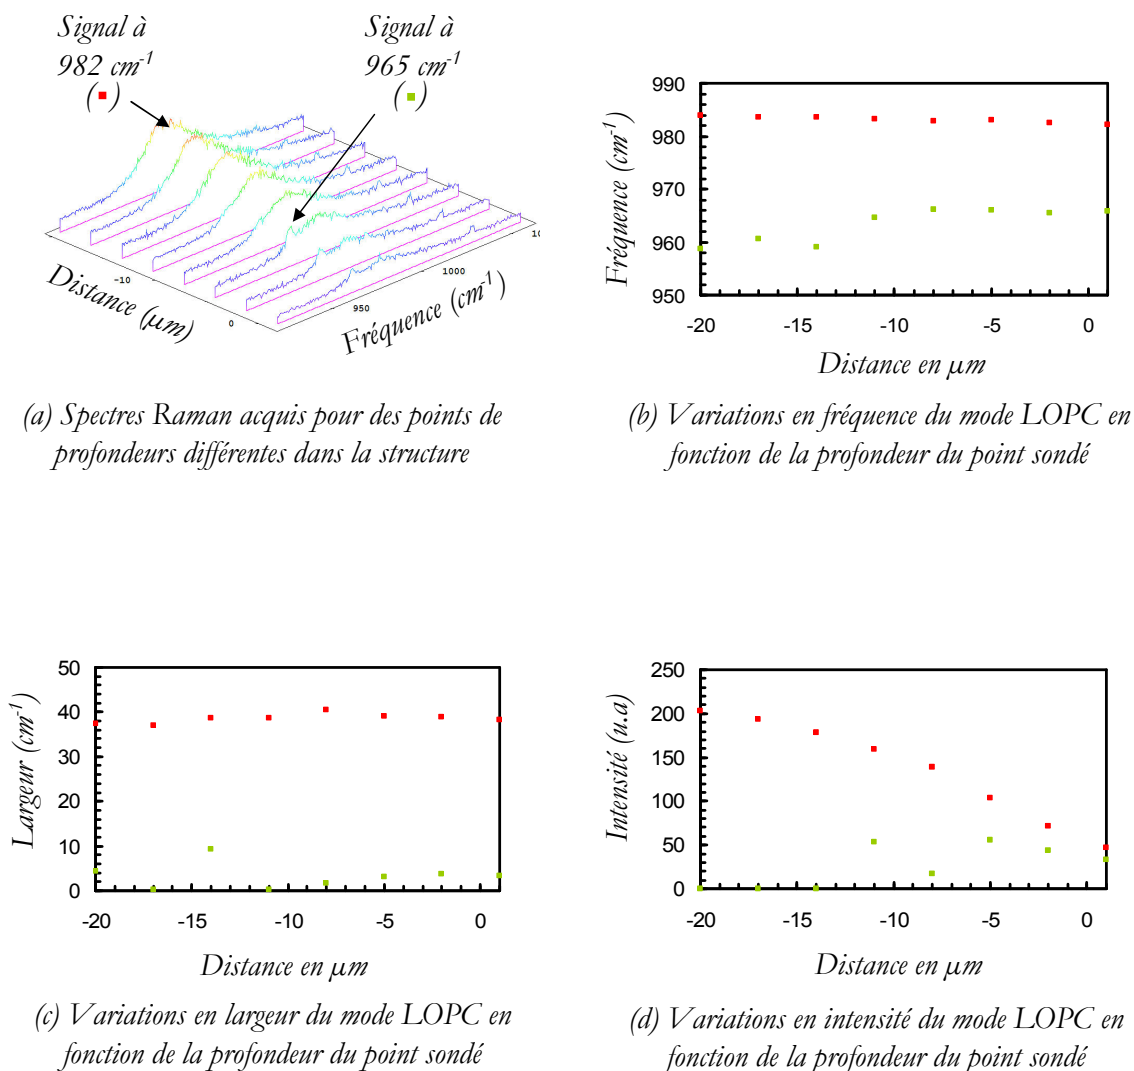 Signal à
982 cm-1
( )
Signal à
965 cm-1
( )
-10
0
Distance (μm)
950
1000
10
Fréquence (cm-1)
(a) Spectres Raman acquis pour des points de
profondeurs différentes dans la structure
Fréquence (cm-1)
990
980
970
960
950
-20 -15 -10 -5 0
Distance en μm
(b) Variations en fréquence du mode LOPC en
fonction de la profondeur du point sondé
Largeur (cm-1)
50
40
30
20
10
0
-20 -15 -10 -5 0
Distance en μm
(c) Variations en largeur du mode LOPC en
fonction de la profondeur du point sondé
Intensité (u.a)
250
200
150
100
50
0
-20 -15 -10 -5 0
Distance en μm
(d) Variations en intensité du mode LOPC en
fonction de la profondeur du point sondé